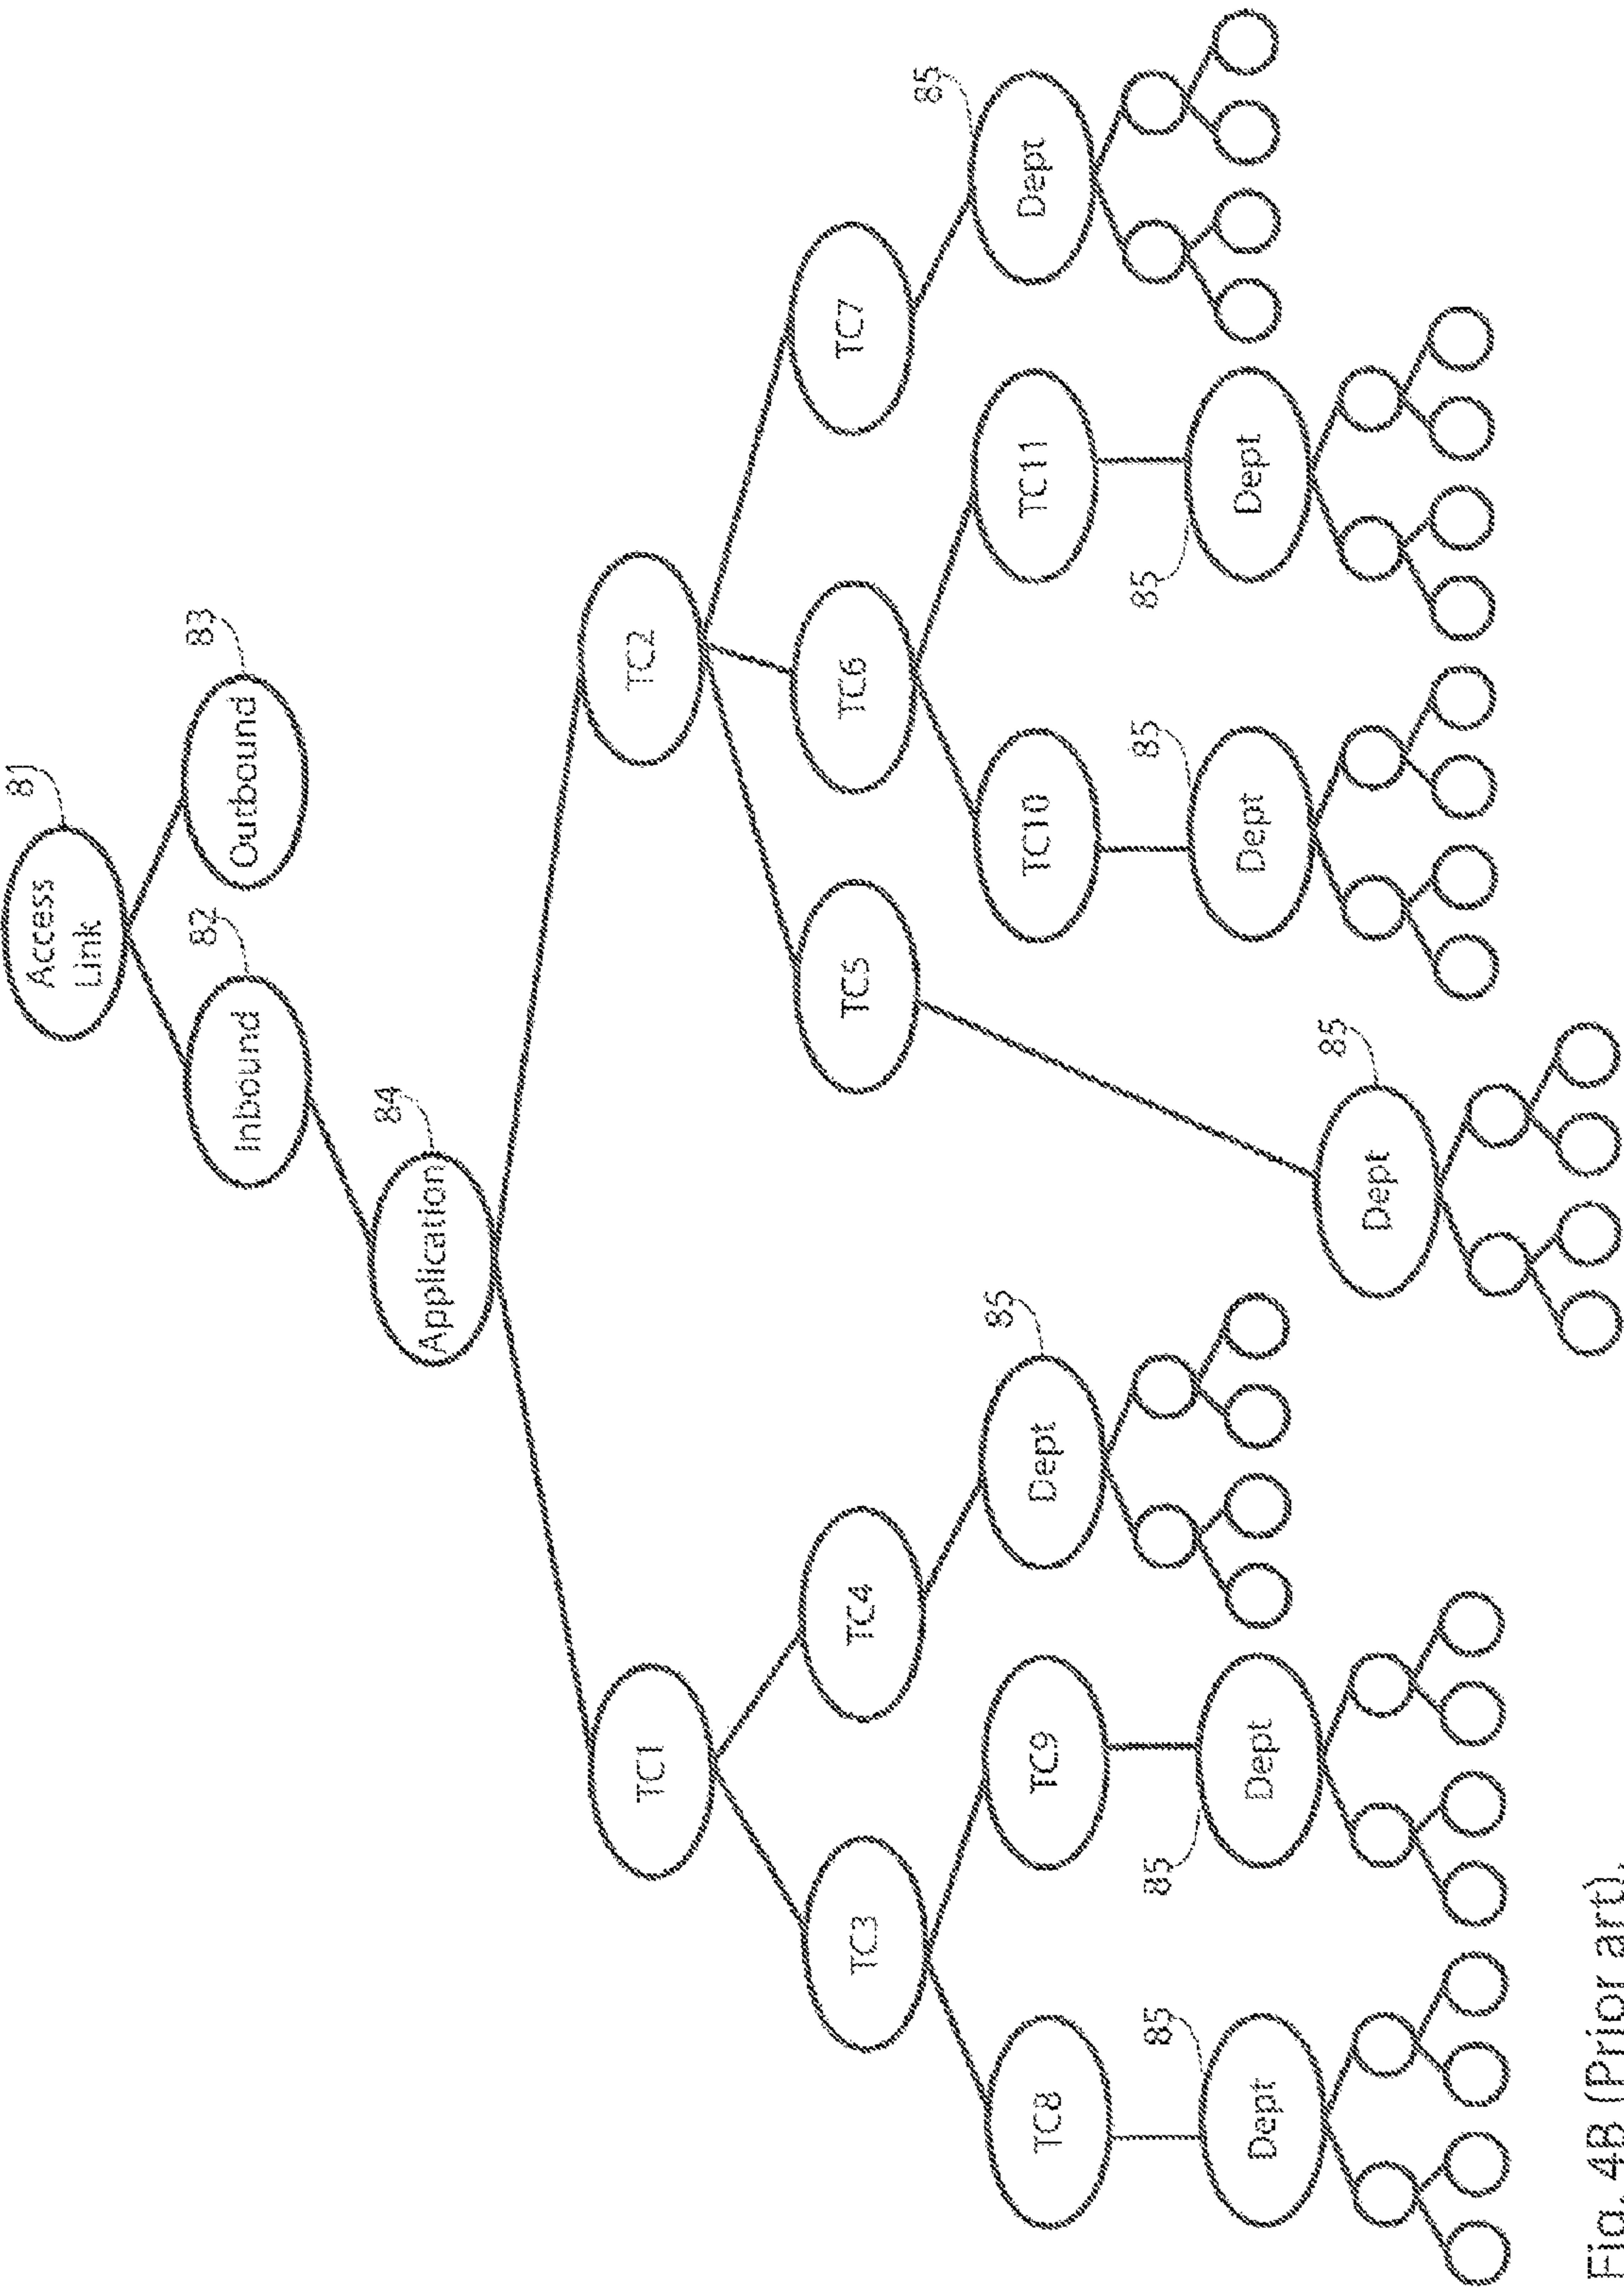 81
Access
Link
82
83
Inbound
Outbound
84
Application
TC1
TC2
TC3
TC4
TC5
TC6
TC7
85
85
TC8
TC9
Dept
TC10
TC11
Dept
85
85
85
85
Dept
Dept
Dept
Dept
85
Dept
Fig. 4B (Prior art).